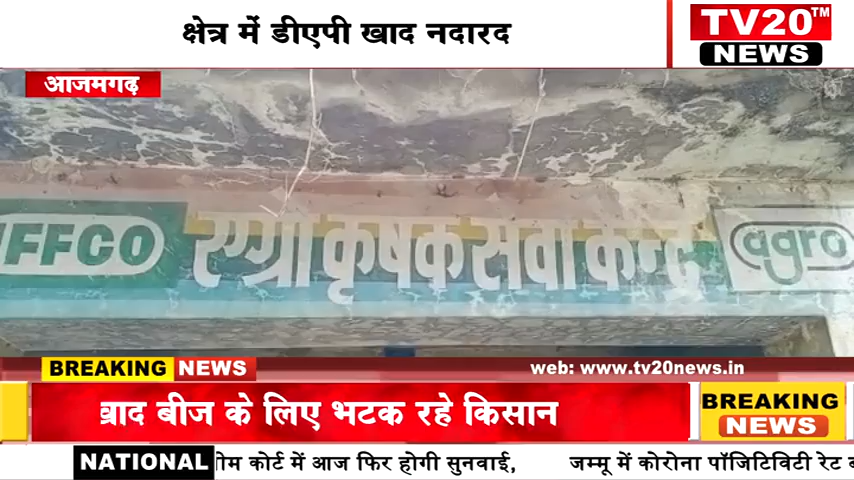 क्षेत्र में डीएपी खाद नदारद
TV20™
NEWS
आजमगढ़
IFFCO एग्रो कृषक सेवा केन्द्र agro
BREAKING NEWS
web: www.tv20news.in
खाद बीज के लिए भटक रहे किसान
BREAKING
NEWS
NATIONAL
कोर्ट में आज फिर होगी सुनवाई, जम्मू में कोरोना पॉजिटिविटी रेट